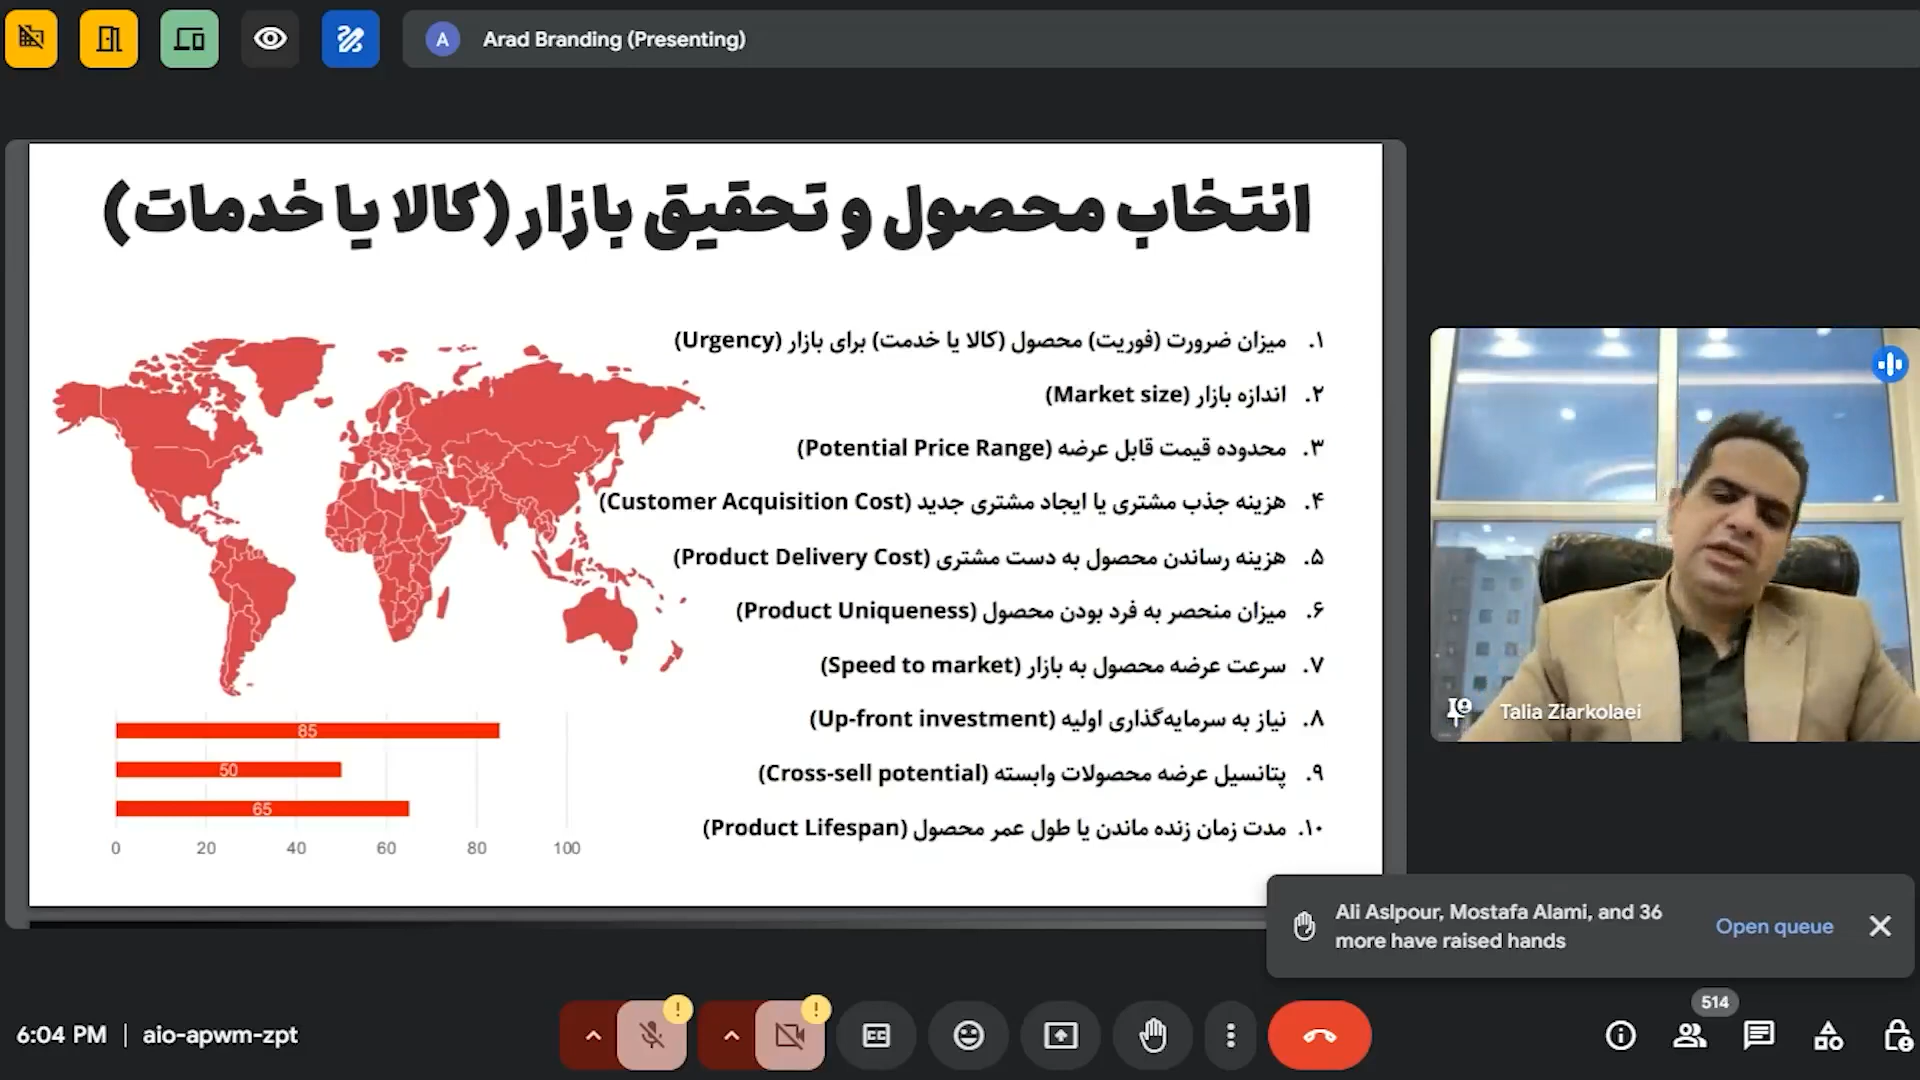 A Arad Branding (Presenting)
انتخاب محصول و تحقیق بازار (کالا یا خدمات)
۱. میزان ضرورت (فوریت) محصول (کالا یا خدمت) برای بازار (Urgency)
۲. اندازه بازار (Market size)
۳. محدوده قیمت قابل عرضه (Potential Price Range)
۴. هزینه جذب مشتری یا ایجاد مشتری جدید (Customer Acquisition Cost)
۵. هزینه رساندن محصول به دست مشتری (Product Delivery Cost)
۶. میزان منحصر به فرد بودن محصول (Product Uniqueness)
۷. سرعت عرضه محصول به بازار (Speed to market)
۸. نیاز به سرمایه‌گذاری اولیه (Up-front investment)
۹. پتانسیل عرضه محصولات وابسته (Cross-sell potential)
۱۰. مدت زمان زنده ماندن یا طول عمر محصول (Product Lifespan)
85
50
65
0 20 40 60 80 100
Talia Ziarkolaei
Ali Aslpour, Mostafa Alami, and 36
more have raised hands
Open queue
514
6:04 PM | aio-apwm-zpt